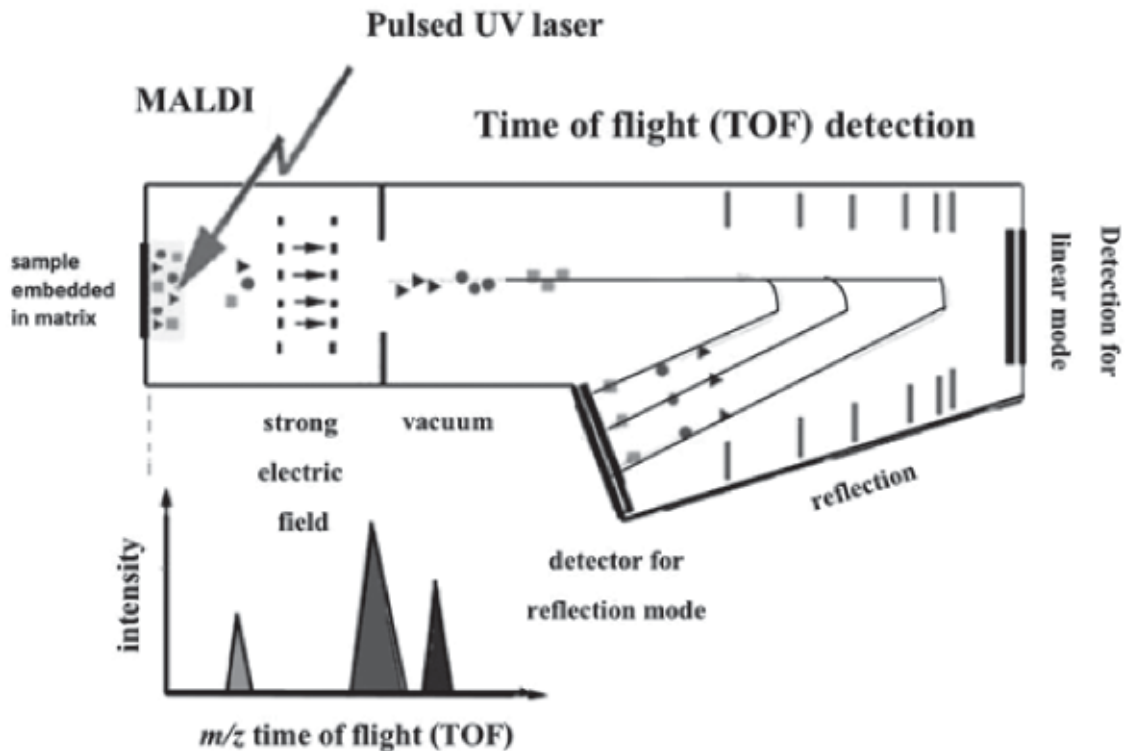 Pulsed UV laser
MALDI
Time of flight (TOF) detection
sample
embedded
in matrix
Detection for
linear mode
strong
electric
field
vacuum
reflection
detector for
reflection mode
intensity
m/z time of flight (TOF)